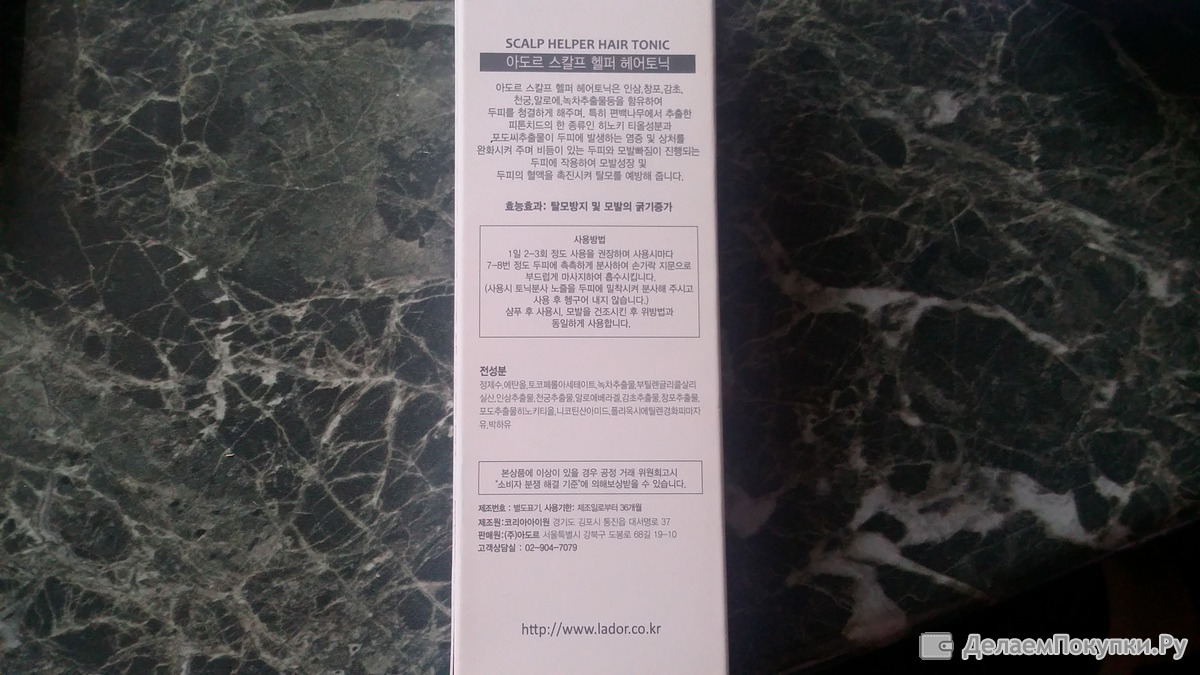 SCALP HELPER HAIR TONIC
아도르 스칼프 헬퍼 헤어토닉
아도르 스칼프 헬퍼 헤어토닉은 인삼,창포,감초,
천궁,알로에,녹차추출물등을 함유하여
두피를 청결하게 해주며, 특히 편백나무에서 추출한
피톤치드의 한 종류인 히노키 티올성분과
포도씨추출물이 두피에 발생하는 염증 및 상처를
완화시켜 주며 비듬이 있는 두피와 모발빠짐이 진행되는
두피에 작용하여 모발성장 및
두피의 혈액을 촉진시켜 탈모를 예방해 줍니다.
효능효과: 탈모방지 및 모발의 굵기증가
사용방법
1일 2~3회 정도 사용을 권장하며 사용시마다
7~8번 정도 두피에 촉촉하게 분사하여 손가락 지문으로
부드럽게 마사지하여 흡수시킵니다.
(사용시 토닉분사 노즐을 두피에 밀착시켜 분사해 주시고
사용 후 헹구어 내지 않습니다.)
샴푸 후 사용시, 모발을 건조시킨 후 위방법과
동일하게 사용합니다.
전성분
정제수,에탄올,토코페롤아세테이트,녹차추출물,부틸렌글리콜살리
실산,인삼추출물,천궁추출물,알로에베라겔,감초추출물,창포추출물,
포도추출물히노키티올,니코틴산아미드,폴리옥시에틸렌경화피마자
유,박하유
본상품에 이상이 있을 경우 공정 거래 위원회고시
"소비자 분쟁 해결 기준"에 의해보상받을 수 있습니다.
제조번호 : 별도표기, 사용기한: 제조일로부터 36개월
제조원:코리아아이원 경기도 김포시 통진읍 대서명로 37
판매원:(주)아도르 서울특별시 강북구 도봉로 68길 19-10
고객상담실 : 02-904-7079
http://www.lador.co.kr
ДелаемПокупки.Ру